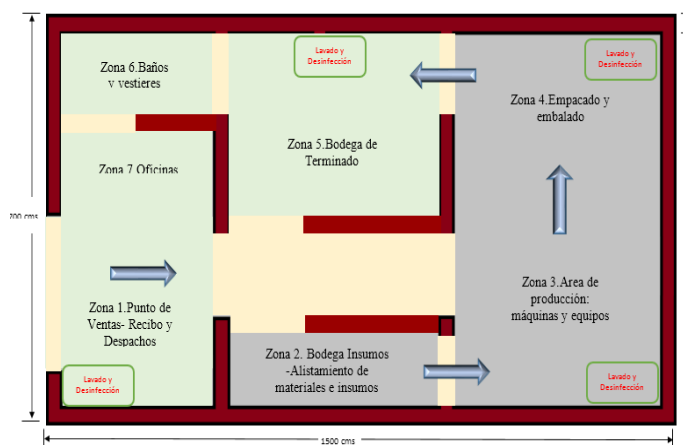 Lavado y
Desinfección
Lavado y
Desinfección
Zona 6.Baños
y vestieres
Zona 4.Empacado y
embalado
Zona 5.Bodega de
Terminado
Zona 7 Oficinas
700 cms
Zona 3.Area de
producción:
máquinas y equipos
Zona 1.Punto de
Ventas- Recibo y
Despachos
Zona 2. Bodega Insumos
-Alistamiento de
materiales e insumos
Lavado y
Desinfección
Lavado y
Desinfección
1500 cms